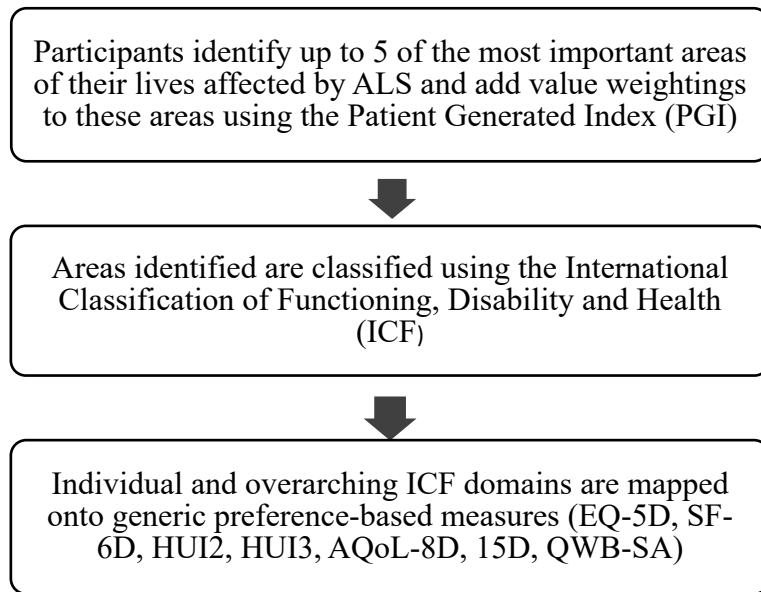 Participants identify up to 5 of the most important areas
of their lives affected by ALS and add value weightings
to these areas using the Patient Generated Index (PGI)
Areas identified are classified using the International
Classification of Functioning, Disability and Health
(ICF)
Individual and overarching ICF domains are mapped
onto generic preference-based measures (EQ-5D, SF-
6D, HUI2, HUI3, AQoL-8D, 15D, QWB-SA)